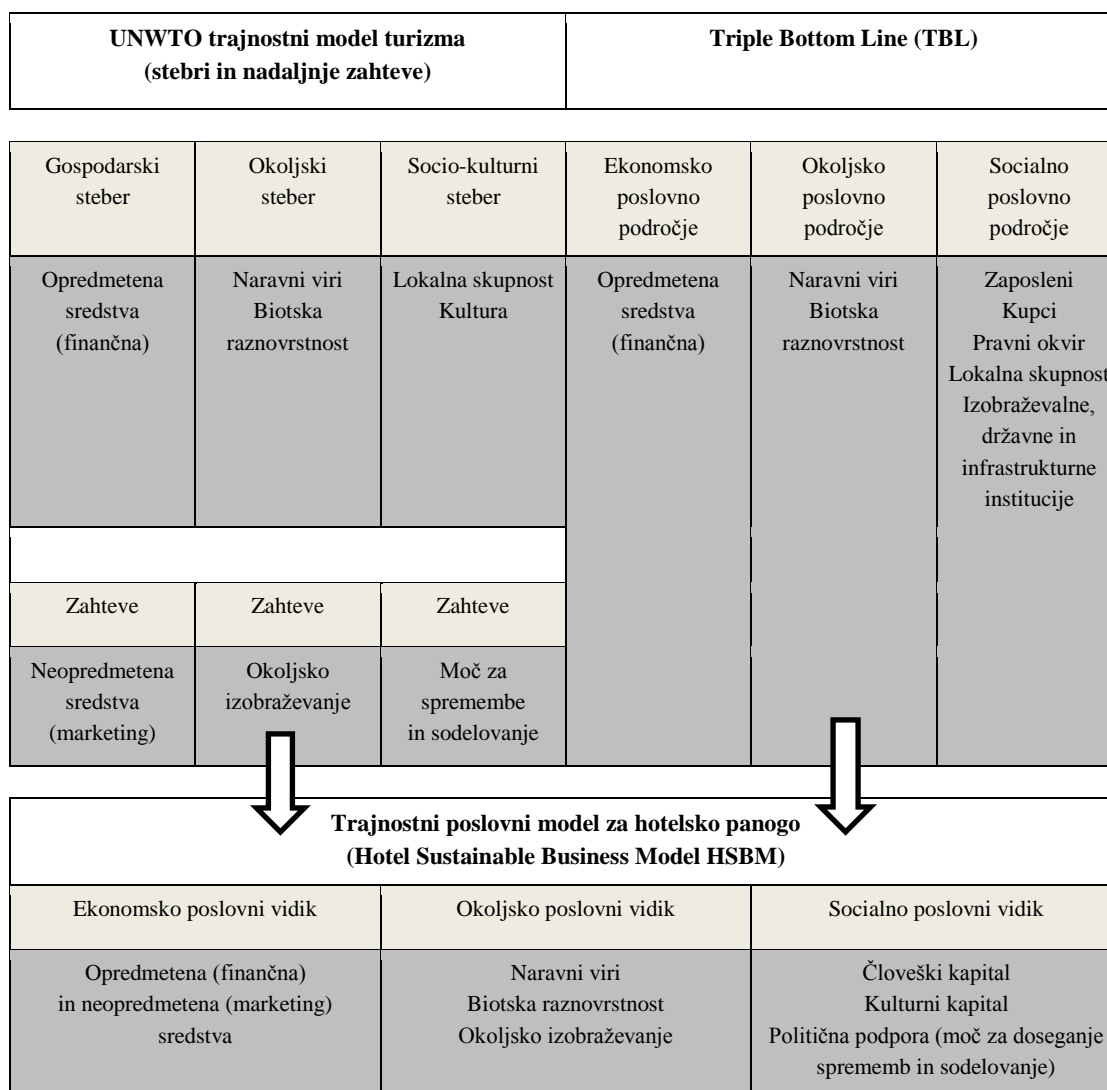 UNWTO trajnostni model turizma
(stebri in nadaljnje zahteve)
Triple Bottom Line (TBL)
Gospodarski
steber
Okoljski
steber
Socio-kulturni
steber
Ekonomsko
poslovno
področje
Okoljsko
poslovno
področje
Socialno
poslovno
področje
Opredmetena
sredstva
(finančna)
Naravni viri
Biotska
raznovrstnost
Lokalna skupnost
Kultura
Opredmetena
sredstva
(finančna)
Naravni viri
Biotska
raznovrstnost
Zaposleni
Kupci
Pravni okvir
Lokalna skupnost
Izobraževalne,
državne in
infrastrukturne
institucije
Zahteve
Zahteve
Zahteve
Neopredmetena
sredstva
(marketing)
Okoljsko
izobraževanje
Moč za
spremembe
in sodelovanje
Trajnostni poslovni model za hotelsko panogo
(Hotel Sustainable Business Model HSBM)
Ekonomsko poslovni vidik
Okoljsko poslovni vidik
Socialno poslovni vidik
Opredmetena (finančna)
in neopredmetena (marketing)
sredstva
Naravni viri
Biotska raznovrstnost
Okoljsko izobraževanje
Človeški kapital
Kulturni kapital
Politična podpora (moč za doseganje
sprememb in sodelovanje)